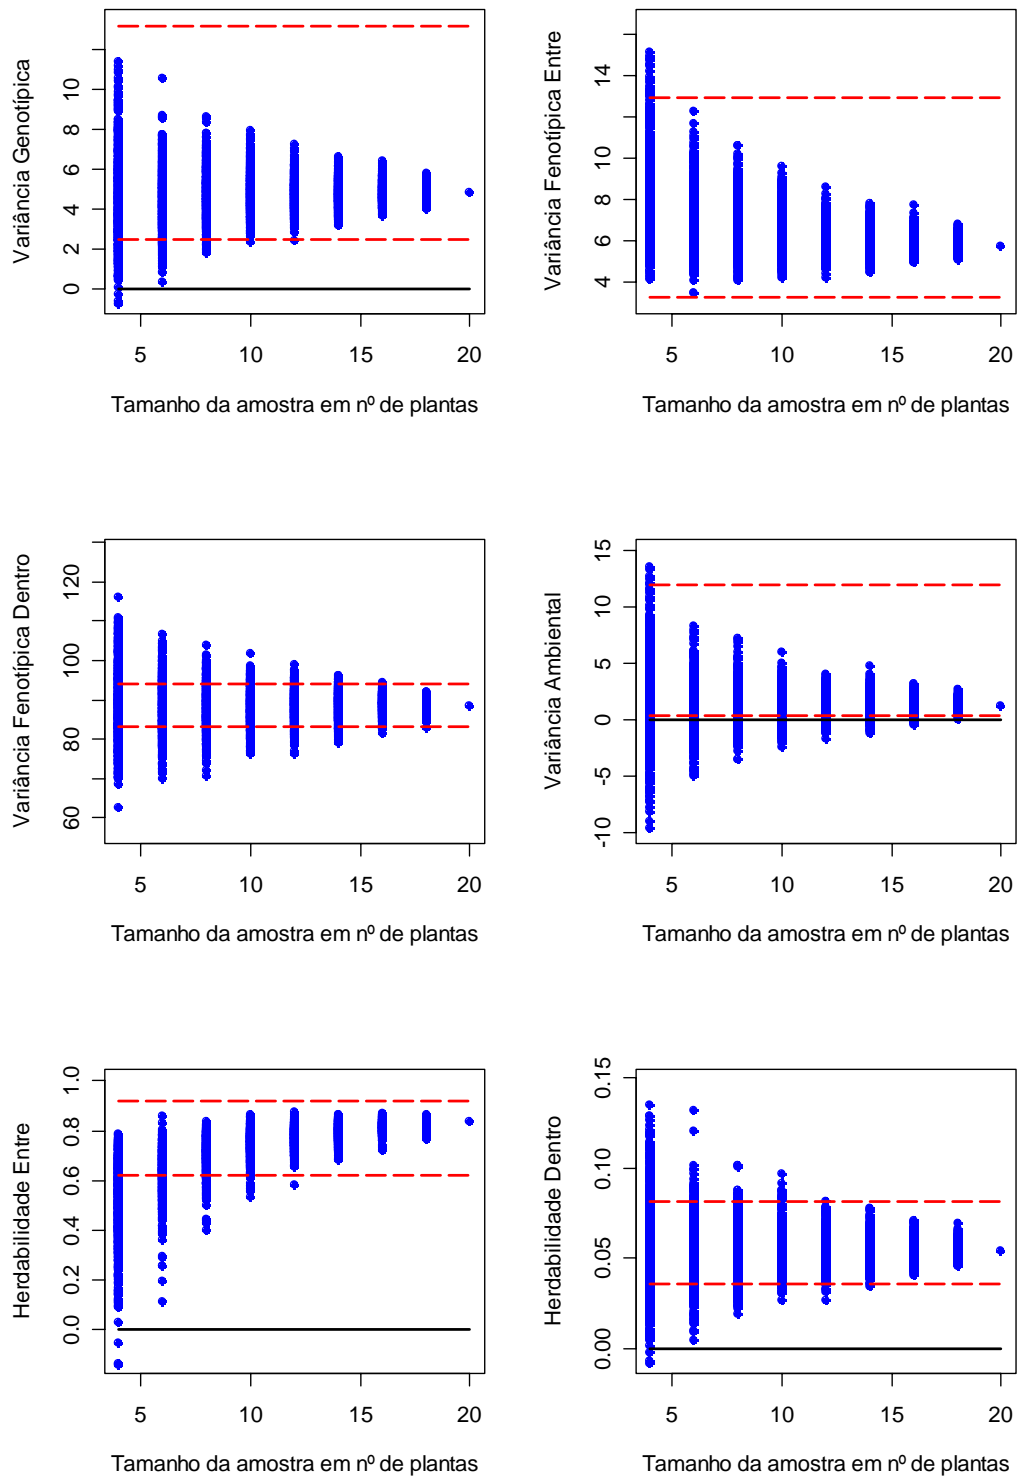 Variância Genotípica
0 2 4 6 8 10
5 10 15 20
Tamanho da amostra em nº de plantas
Variância Fenotípica Entre
4 6 8 10 14
5 10 15 20
Tamanho da amostra em nº de plantas
Variância Fenotípica Dentro
60 80 100 120
5 10 15 20
Tamanho da amostra em nº de plantas
Variância Ambiental
-10 -5 0 5 10 15
5 10 15 20
Tamanho da amostra em nº de plantas
Herdabilidade Entre
0.0 0.2 0.4 0.6 0.8 1.0
5 10 15 20
Tamanho da amostra em nº de plantas
Herdabilidade Dentro
0.00 0.05 0.10 0.15
5 10 15 20
Tamanho da amostra em nº de plantas